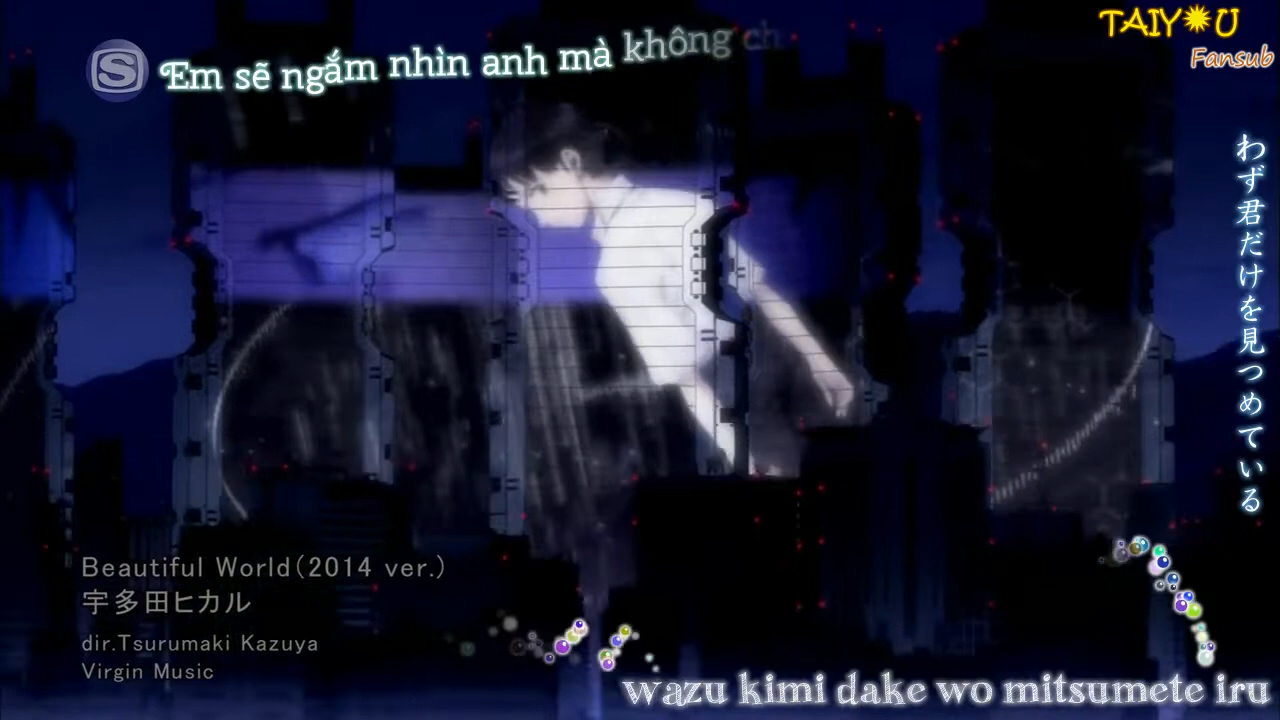 TAIY☀U
Fansub
S
Em sẽ ngắm nhìn anh mà không ch
わず君だけを見つめている
Beautiful World(2014 ver.)
宇多田ヒカル
dir.Tsurumaki Kazuya
Virgin Music
wazu kimi dake wo mitsumete iru